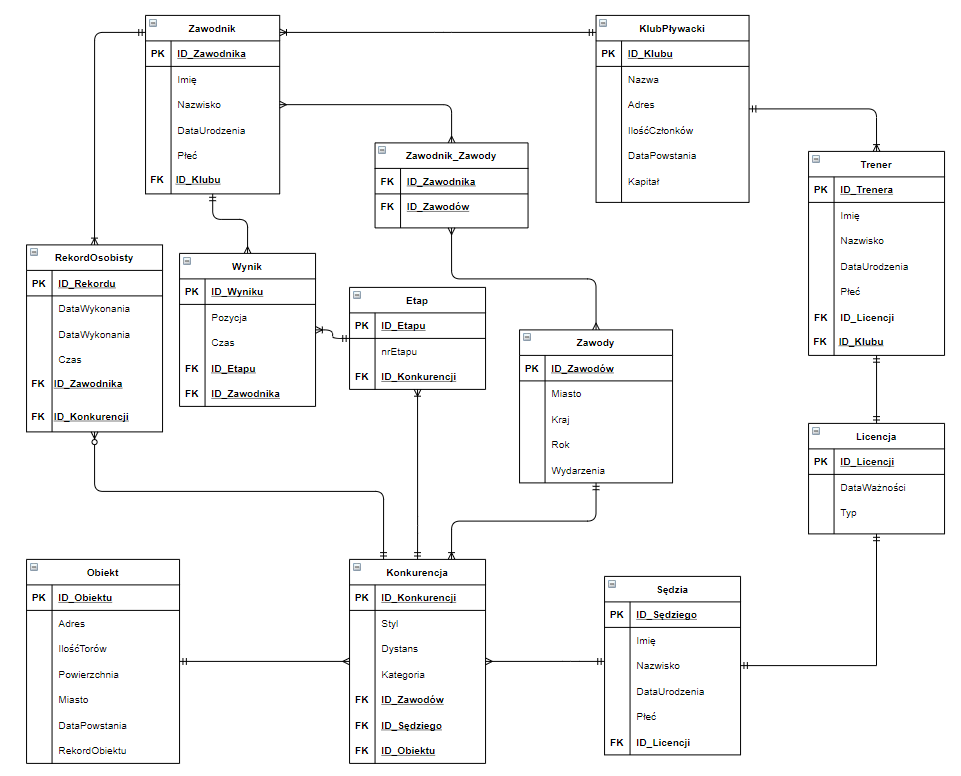 Zawodnik
PK ID_Zawodnika
Imię
Nazwisko
DataUrodzenia
Płeć
FK ID_Klubu
KlubPływacki
PK ID_Klubu
Nazwa
Adres
IlośćCzłonków
DataPowstania
Kapitał
Zawodnik_Zawody
FK ID_Zawodnika
FK ID_Zawodów
Trener
PK ID_Trenera
Imię
Nazwisko
DataUrodzenia
Płeć
FK ID_Licencji
FK ID_Klubu
RekordOsobisty
PK ID_Rekordu
DataWykonania
DataWykonania
Czas
FK ID_Zawodnika
FK ID_Konkurencji
Wynik
PK ID_Wyniku
Pozycja
Czas
FK ID_Etapu
FK ID_Zawodnika
Etap
PK ID_Etapu
nrEtapu
FK ID_Konkurencji
Zawody
PK ID_Zawodów
Miasto
Kraj
Rok
Wydarzenia
Licencja
PK ID_Licencji
DataWażności
Typ
Obiekt
PK ID_Obiektu
Adres
IlośćTorów
Powierzchnia
Miasto
DataPowstania
RekordObiektu
Konkurencja
PK ID_Konkurencji
Styl
Dystans
Kategoria
FK ID_Zawodów
FK ID_Sędziego
FK ID_Obiektu
Sędzia
PK ID_Sędziego
Imię
Nazwisko
DataUrodzenia
Płeć
FK ID_Licencji